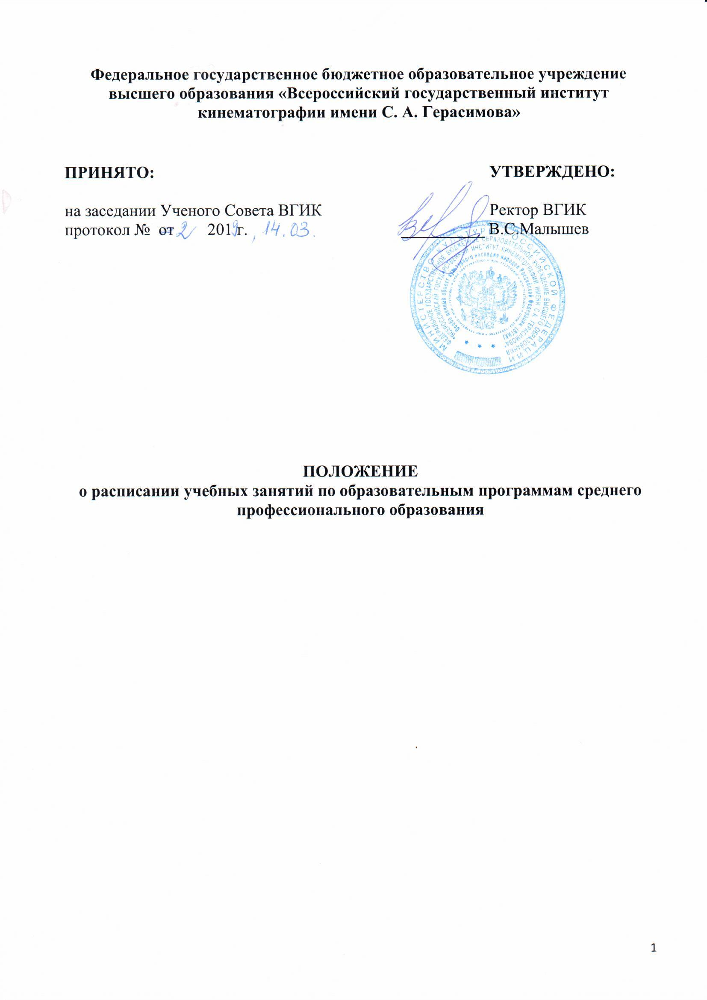 Федеральное государственное бюджетное образовательное учреждение
высшего образования «Всероссийский государственный институт
кинематографии имени С. А. Герасимова»
ПРИНЯТО:
на заседании Ученого Совета ВГИК
протокол № от 2 2019 г. , 14.03.
УТВЕРЖДЕНО:
Ректор ВГИК
В.С.Малышев
МИНИСТЕРСТВО КУЛЬТУРЫ РОССИЙСКОЙ ФЕДЕРАЦИИ
ФЕДЕРАЛЬНОЕ ГОСУДАРСТВЕННОЕ БЮДЖЕТНОЕ ОБРАЗОВАТЕЛЬНОЕ УЧРЕЖДЕНИЕ ВЫСШЕГО ОБРАЗОВАНИЯ
"ВСЕРОССИЙСКИЙ ГОСУДАРСТВЕННЫЙ ИНСТИТУТ КИНЕМАТОГРАФИИ ИМЕНИ С.А. ГЕРАСИМОВА"
Особо ценный объект культурного наследия народов Российской Федерации (ВГИК)
ПОЛОЖЕНИЕ
о расписании учебных занятий по образовательным программам среднего
профессионального образования
1